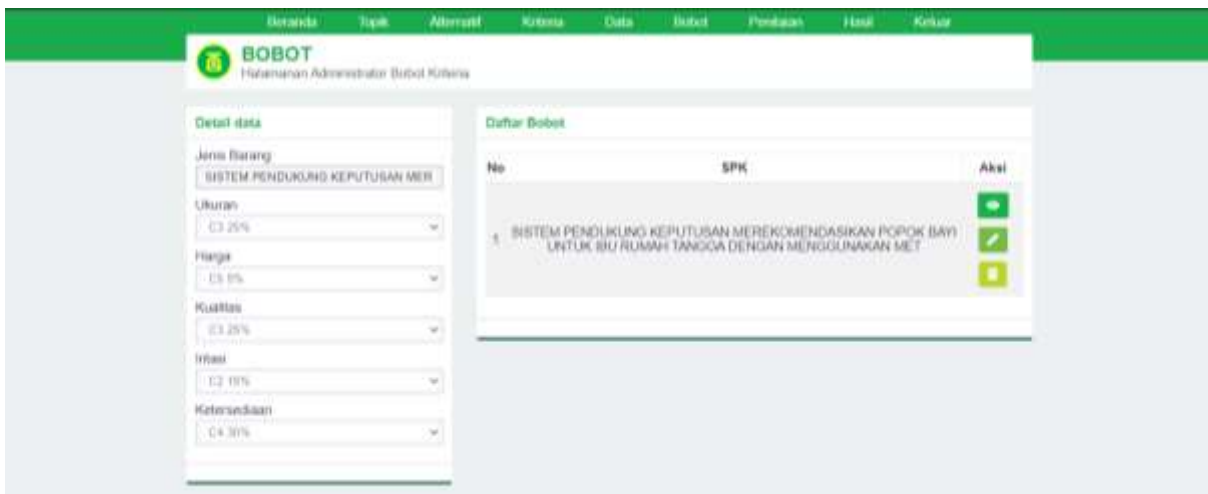 Beranda Topik Alternatif Kriteria Data Bobot Penilaian Hasil Keluar
BOBOT
Halamanan Administrator Bobot Kriteria
Detail data
Jenis Barang
SISTEM PENDUKUNG KEPUTUSAN MER
Ukuran
C3 25%
Harga
C5 5%
Kualitas
C3 25%
Iritasi
C2 15%
Ketersediaan
C4 30%
Daftar Bobot
No SPK Aksi
1 SISTEM PENDUKUNG KEPUTUSAN MEREKOMENDASIKAN POPOK BAYI
UNTUK IBU RUMAH TANGGA DENGAN MENGGUNAKAN MET